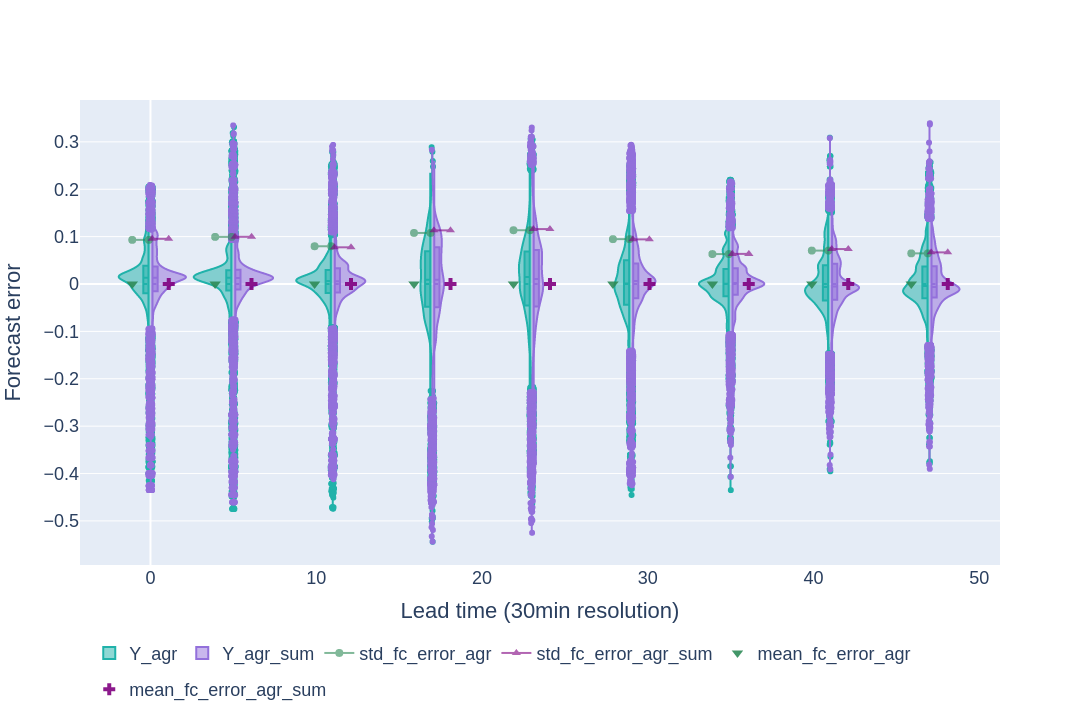 0.3
0.2
0.1
0
−0.1
−0.2
−0.3
−0.4
−0.5
Forecast error
0 10 20 30 40 50
Lead time (30min resolution)
Y_agr Y_agr_sum std_fc_error_agr std_fc_error_agr_sum mean_fc_error_agr
mean_fc_error_agr_sum